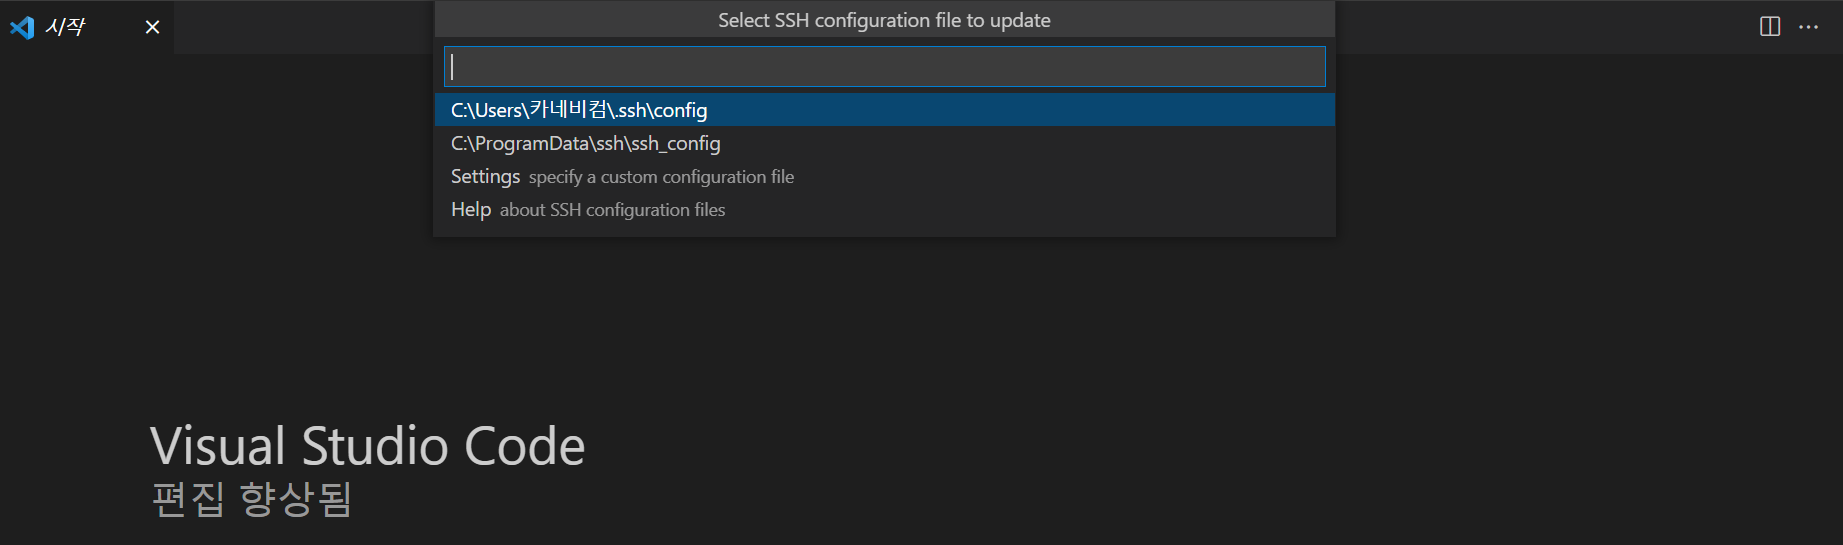 시작
Select SSH configuration file to update
C:\Users\카네비컴\.ssh\config
C:\ProgramData\ssh\ssh_config
Settings specify a custom configuration file
Help about SSH configuration files
Visual Studio Code
편집 향상됨